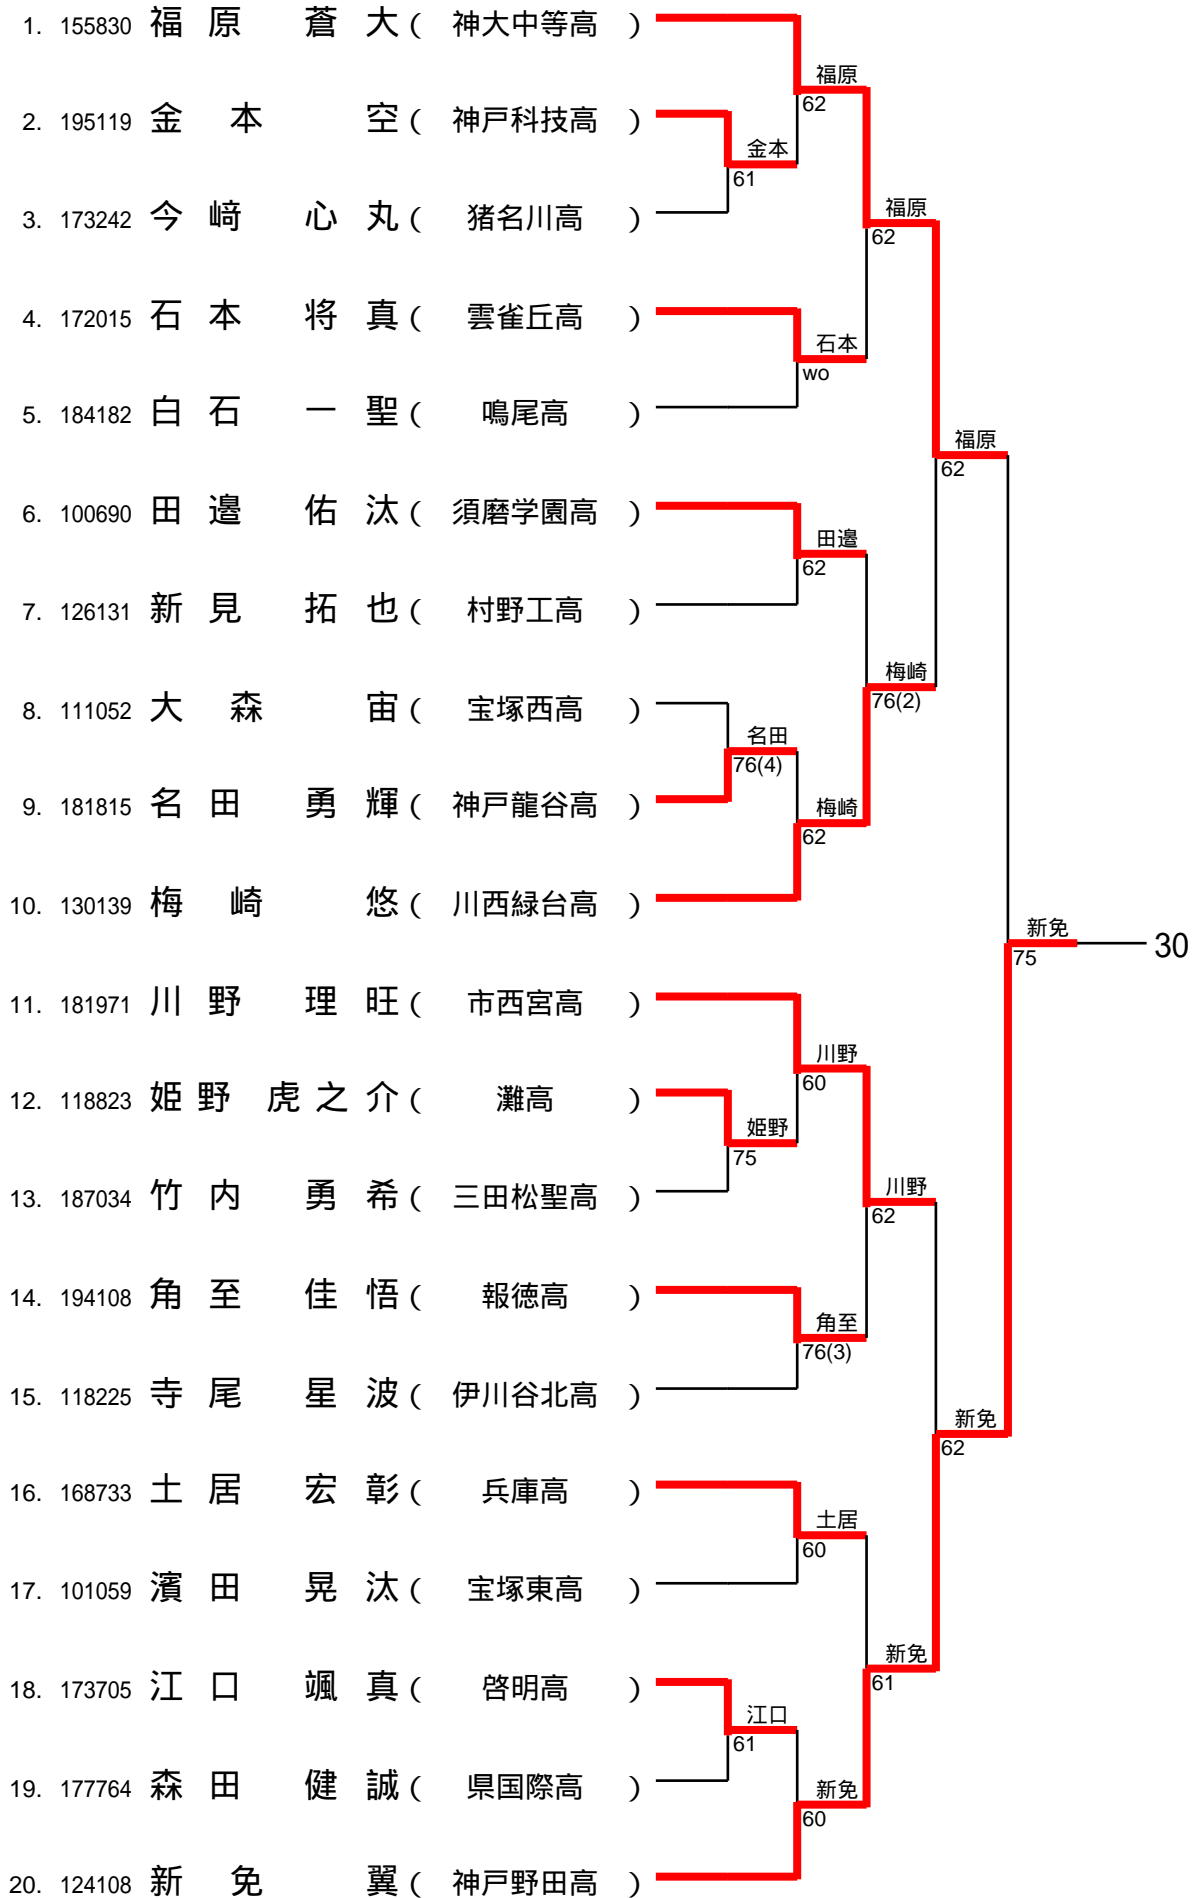 1. 155830 福原 蒼大 ( 神大中等高 )
福原
62
2. 195119 金本 空 ( 神戸科技高 )
金本
61
3. 173242 今﨑 心丸 ( 猪名川高 )
福原
62
4. 172015 石本 将真 ( 雲雀丘高 )
石本
wo
5. 184182 白石 一聖 ( 鳴尾高 )
福原
62
6. 100690 田邉 佑汰 ( 須磨学園高 )
田邉
62
7. 126131 新見 拓也 ( 村野工高 )
梅崎
76(2)
8. 111052 大森 宙 ( 宝塚西高 )
名田
76(4)
9. 181815 名田 勇輝 ( 神戸龍谷高 )
梅崎
62
10. 130139 梅崎 悠 ( 川西緑台高 )
新免
75
30
11. 181971 川野 理旺 ( 市西宮高 )
川野
60
12. 118823 姫野 虎之介 ( 灘高 )
姫野
75
13. 187034 竹内 勇希 ( 三田松聖高 )
川野
62
14. 194108 角至 佳悟 ( 報徳高 )
角至
76(3)
15. 118225 寺尾 星波 ( 伊川谷北高 )
新免
62
16. 168733 土居 宏彰 ( 兵庫高 )
土居
60
17. 101059 濱田 晃汰 ( 宝塚東高 )
新免
61
18. 173705 江口 颯真 ( 啓明高 )
江口
61
19. 177764 森田 健誠 ( 県国際高 )
新免
60
20. 124108 新免 翼 ( 神戸野田高 )